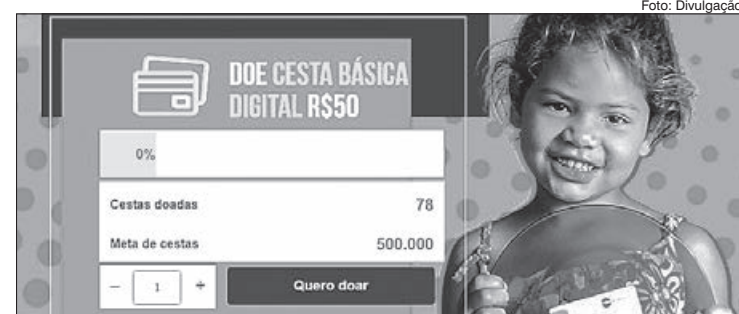 Foto: Divulgação
DOE CESTA BÁSICA
DIGITAL R$50
0%
Cestas doadas 78
Meta de cestas 500.000
– 1 + Quero doar